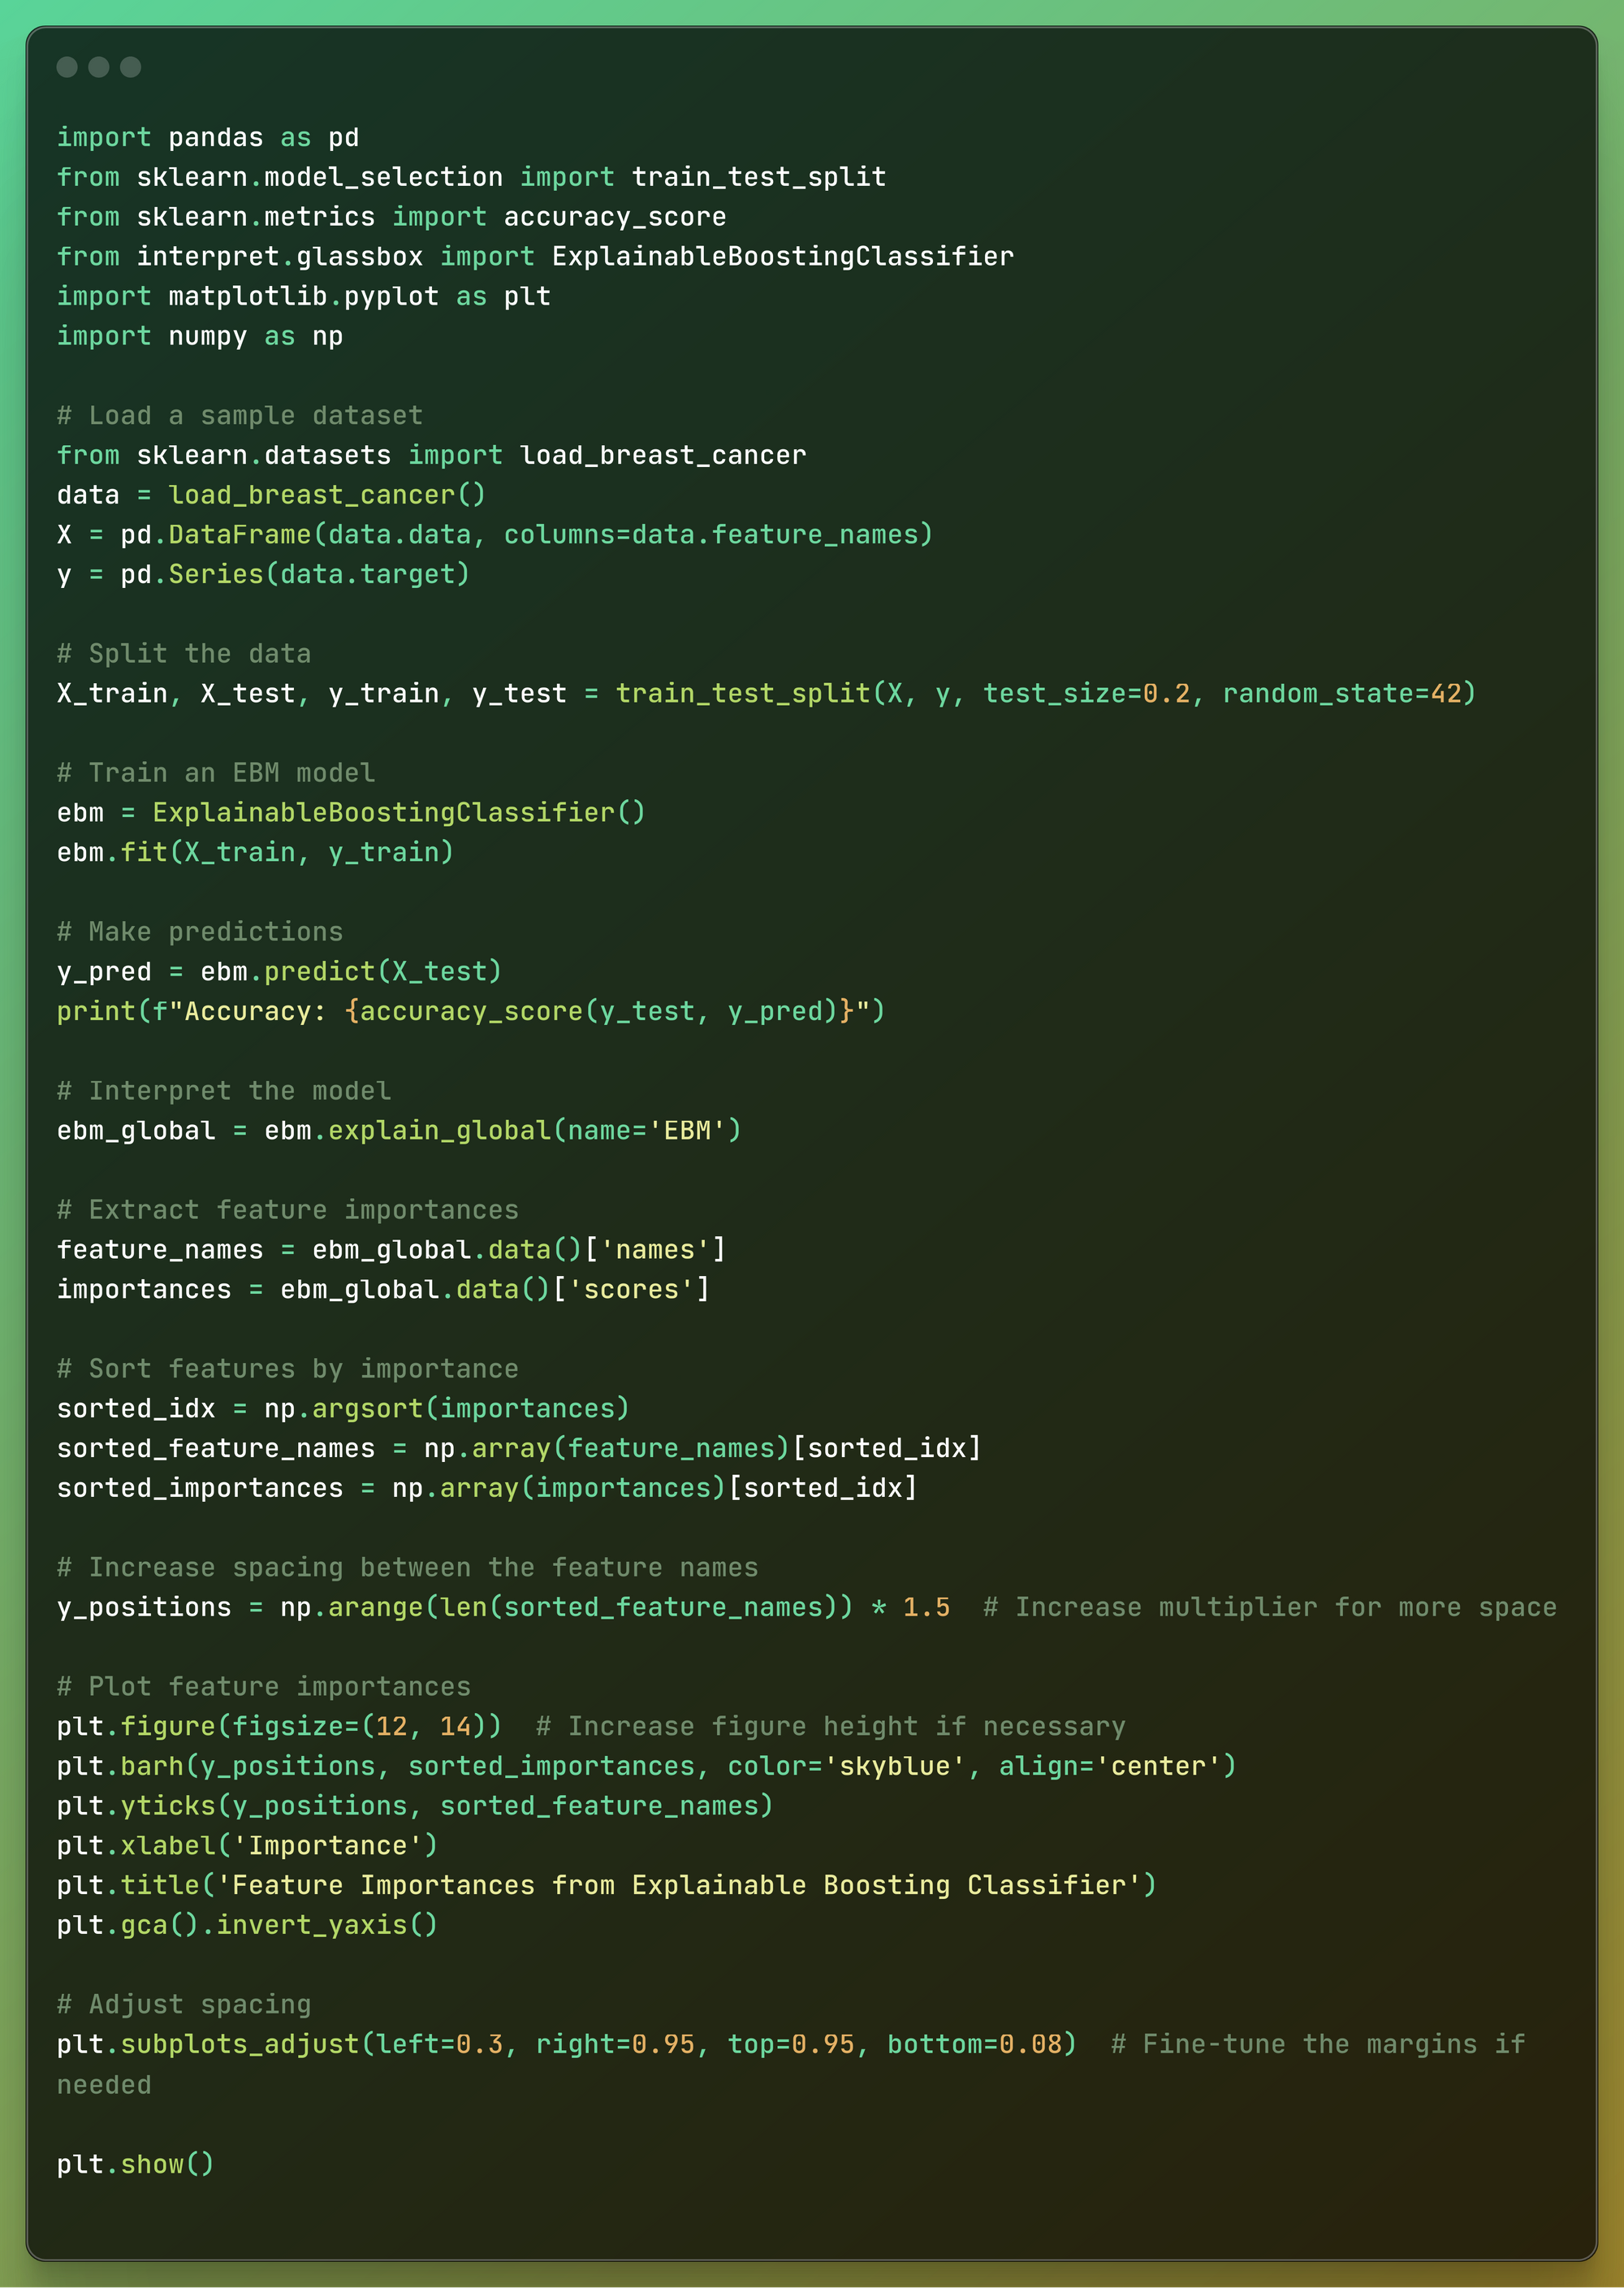 import pandas as pd
from sklearn.model_selection import train_test_split
from sklearn.metrics import accuracy_score
from interpret.glassbox import ExplainableBoostingClassifier
import matplotlib.pyplot as plt
import numpy as np

# Load a sample dataset
from sklearn.datasets import load_breast_cancer
data = load_breast_cancer()
X = pd.DataFrame(data.data, columns=data.feature_names)
y = pd.Series(data.target)

# Split the data
X_train, X_test, y_train, y_test = train_test_split(X, y, test_size=0.2, random_state=42)

# Train an EBM model
ebm = ExplainableBoostingClassifier()
ebm.fit(X_train, y_train)

# Make predictions
y_pred = ebm.predict(X_test)
print(f"Accuracy: {accuracy_score(y_test, y_pred)}")

# Interpret the model
ebm_global = ebm.explain_global(name='EBM')

# Extract feature importances
feature_names = ebm_global.data()['names']
importances = ebm_global.data()['scores']

# Sort features by importance
sorted_idx = np.argsort(importances)
sorted_feature_names = np.array(feature_names)[sorted_idx]
sorted_importances = np.array(importances)[sorted_idx]

# Increase spacing between the feature names
y_positions = np.arange(len(sorted_feature_names)) * 1.5  # Increase multiplier for more space

# Plot feature importances
plt.figure(figsize=(12, 14))  # Increase figure height if necessary
plt.barh(y_positions, sorted_importances, color='skyblue', align='center')
plt.yticks(y_positions, sorted_feature_names)
plt.xlabel('Importance')
plt.title('Feature Importances from Explainable Boosting Classifier')
plt.gca().invert_yaxis()

# Adjust spacing
plt.subplots_adjust(left=0.3, right=0.95, top=0.95, bottom=0.08)  # Fine-tune the margins if
needed

plt.show()